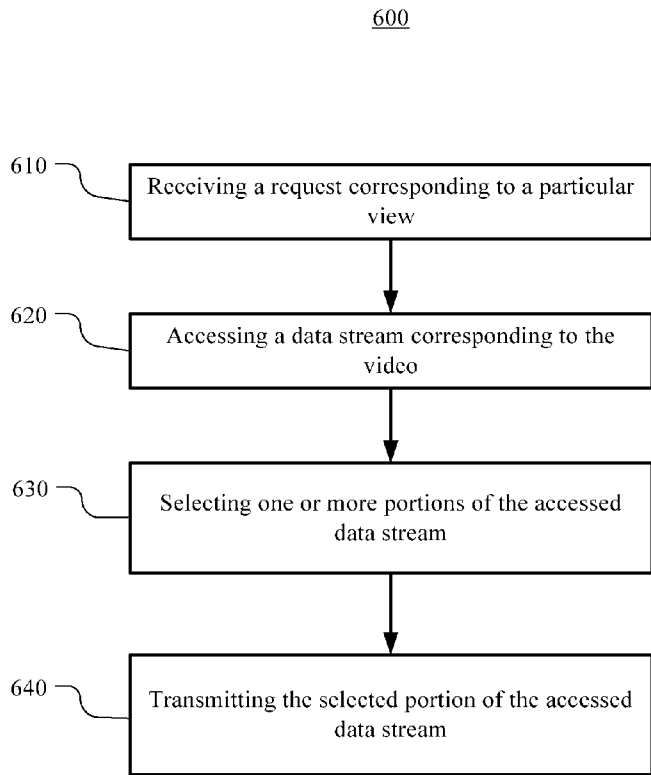 600
610
Receiving a request corresponding to a particular
view
620
Accessing a data stream corresponding to the
video
630
Selecting one or more portions of the accessed
data stream
640
Transmitting the selected portion of the accessed
data stream